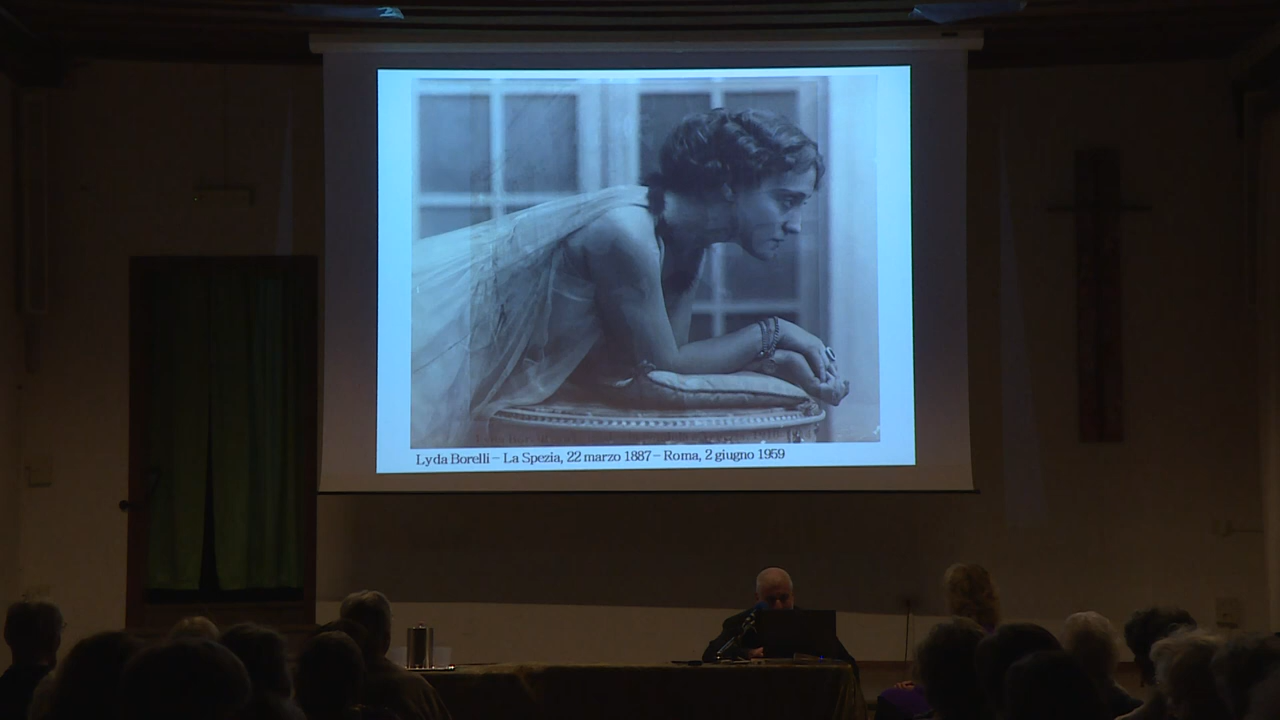 Lyda Borelli – La Spezia, 22 marzo 1887 – Roma, 2 giugno 1959